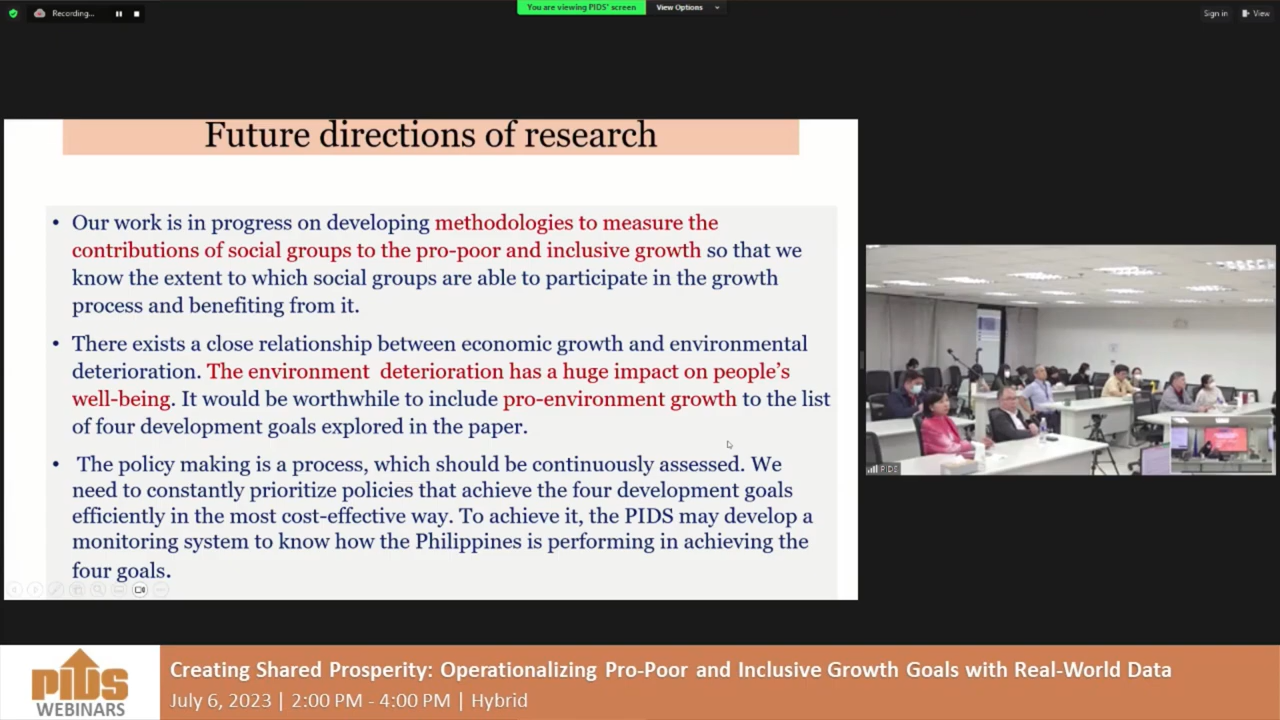 Recording...
You are viewing PIDS' screen
View Options
Sign in
View
Future directions of research
• Our work is in progress on developing methodologies to measure the
contributions of social groups to the pro-poor and inclusive growth so that we
know the extent to which social groups are able to participate in the growth
process and benefiting from it.
• There exists a close relationship between economic growth and environmental
deterioration. The environment deterioration has a huge impact on people's
well-being. It would be worthwhile to include pro-environment growth to the list
of four development goals explored in the paper.
• The policy making is a process, which should be continuously assessed. We
need to constantly prioritize policies that achieve the four development goals
efficiently in the most cost-effective way. To achieve it, the PIDS may develop a
monitoring system to know how the Philippines is performing in achieving the
four goals.
PIDS
PIDS
WEBINARS
Creating Shared Prosperity: Operationalizing Pro-Poor and Inclusive Growth Goals with Real-World Data
July 6, 2023 | 2:00 PM - 4:00 PM | Hybrid